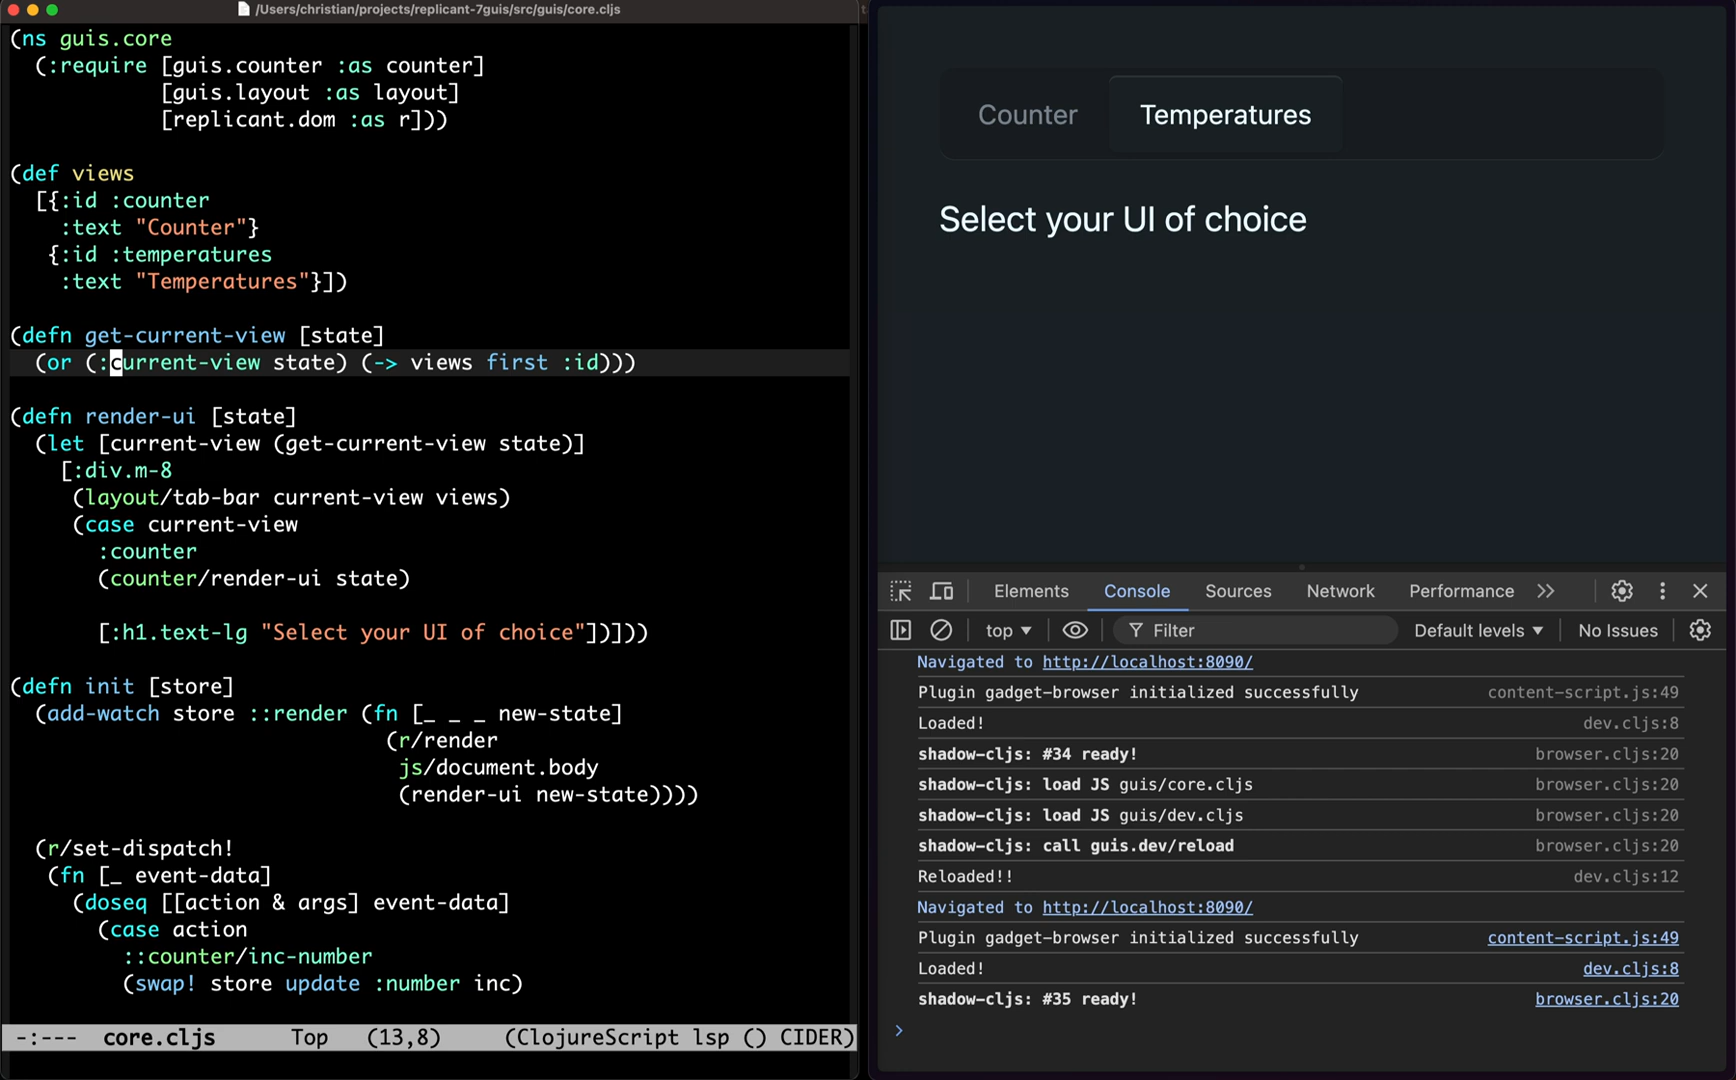 /Users/christian/projects/replicant-7guis/src/guis/core.cljs
(ns guis.core
  (:require [guis.counter :as counter]
            [guis.layout :as layout]
            [replicant.dom :as r]))
(def views
  [{:id :counter
    :text "Counter"}
   {:id :temperatures
    :text "Temperatures"}])
(defn get-current-view [state]
  (or (:current-view state) (-> views first :id)))
(defn render-ui [state]
  (let [current-view (get-current-view state)]
    [:div.m-8
     (layout/tab-bar current-view views)
     (case current-view
       :counter
       (counter/render-ui state)
       [:h1.text-lg "Select your UI of choice"])]))
(defn init [store]
  (add-watch store ::render (fn [_ _ _ new-state]
                              (r/render
                               js/document.body
                               (render-ui new-state))))
  (r/set-dispatch!
   (fn [_ event-data]
     (doseq [[action & args] event-data]
       (case action
         ::counter/inc-number
         (swap! store update :number inc)
-:--- core.cljs Top (13,8) (ClojureScript lsp () CIDER)
Counter Temperatures
Select your UI of choice
Elements Console Sources Network Performance
top Filter Default levels No Issues
Navigated to http://localhost:8090/
Plugin gadget-browser initialized successfully content-script.js:49
Loaded! dev.cljs:8
shadow-cljs: #34 ready! browser.cljs:20
shadow-cljs: load JS guis/core.cljs browser.cljs:20
shadow-cljs: load JS guis/dev.cljs browser.cljs:20
shadow-cljs: call guis.dev/reload browser.cljs:20
Reloaded!! dev.cljs:12
Navigated to http://localhost:8090/
Plugin gadget-browser initialized successfully content-script.js:49
Loaded! dev.cljs:8
shadow-cljs: #35 ready! browser.cljs:20